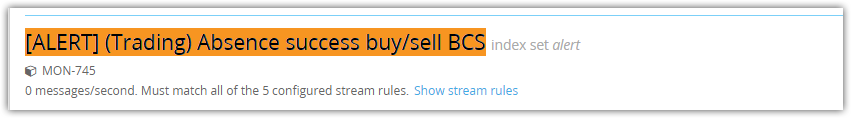 [ALERT] (Trading) Absence success buy/sell BCS index set alert
MON-745
0 messages/second. Must match all of the 5 configured stream rules. Show stream rules